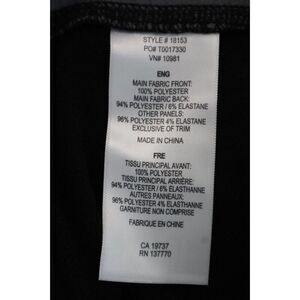 STYLE # 18153
PO# T0017330
VN# 10981
ENG
MAIN FABRIC FRONT:
100% POLYESTER
MAIN FABRIC BACK:
94% POLYESTER / 6% ELASTANE
OTHER PANELS:
96% POLYESTER 4% ELASTANE
EXCLUSIVE OF TRIM
MADE IN CHINA
FRE
TISSU PRINCIPAL AVANT:
100% POLYESTER
TISSU PRINCIPAL ARRIÈRE:
94% POLYESTER / 6% ÉLASTHANNE
AUTRES PANNEAUX:
96% POLYESTER 4% ÉLASTHANNE
GARNITURE NON COMPRISE
FABRIQUE EN CHINE
CA 19737
RN 137770